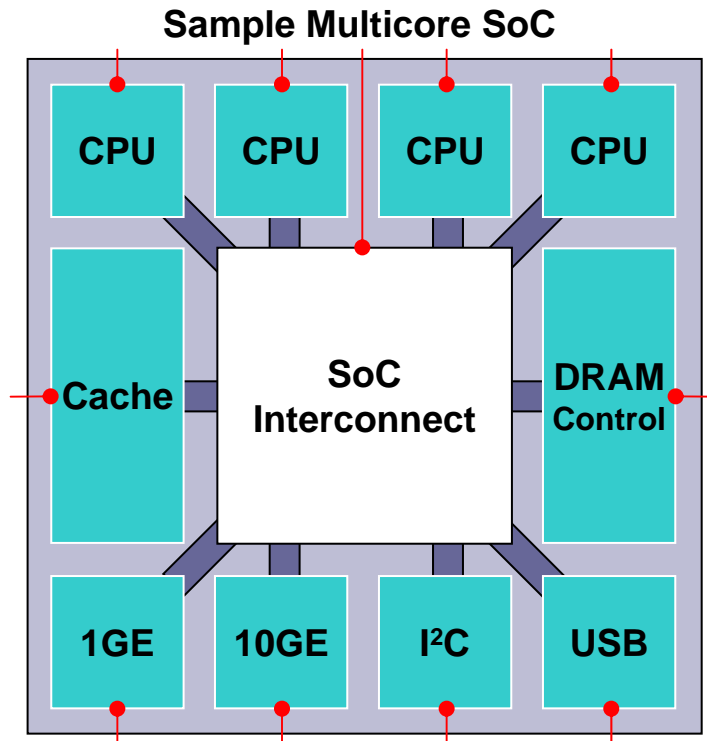 Sample Multicore SoC
CPU
CPU
CPU
CPU
Cache
SoC
Interconnect
DRAM
Control
1GE
10GE
I²C
USB